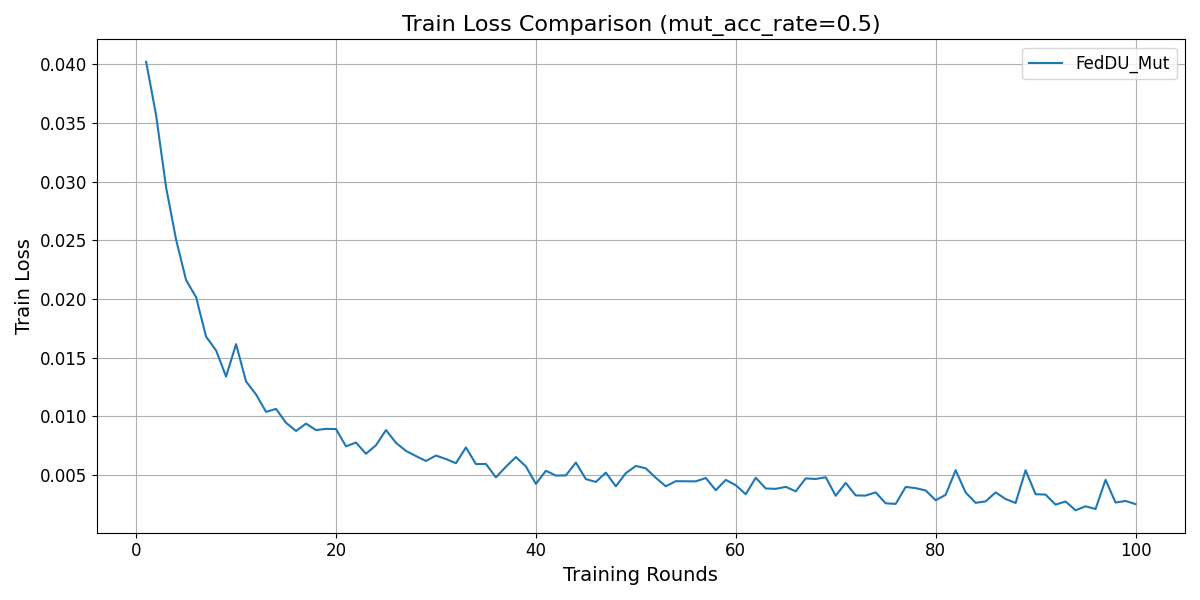 Train Loss Comparison (mut_acc_rate=0.5)
FedDU_Mut
Train Loss
0.040
0.035
0.030
0.025
0.020
0.015
0.010
0.005
0 20 40 60 80 100
Training Rounds